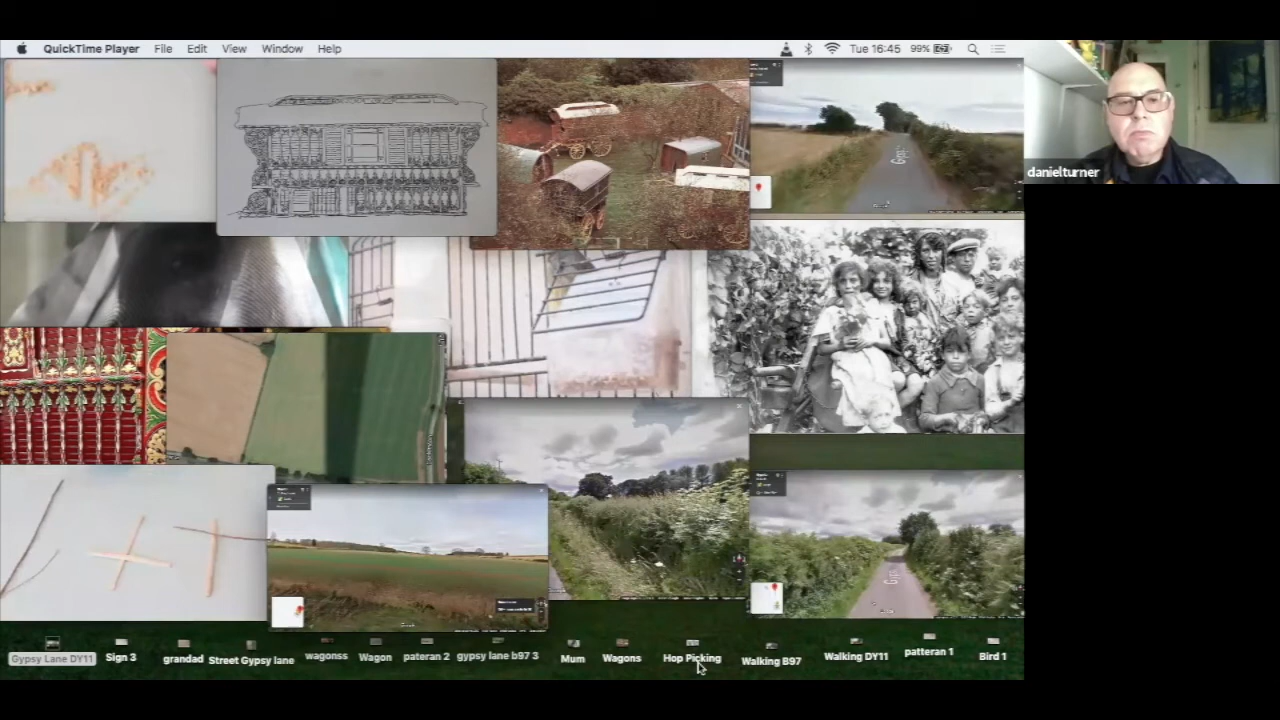 QuickTime Player File Edit View Window Help Tue 16:45 99%
danielturner
Gypsy Lane DY11 Sign 3 grandad Street Gypsy lane wagonss Wagon pateran 2 gypsy lane b97 3 Mum Wagons Hop Picking Walking B97 Walking DY11 patteran 1 Bird 1